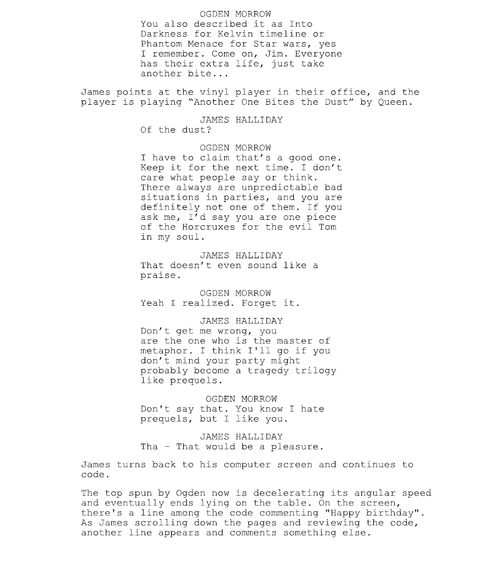 OGDEN MORROW
You also described it as Into
Darkness for Kelvin timeline or
Phantom Menace for Star wars, yes
I remember. Come on, Jim. Everyone
has their extra life, just take
another bite...
James points at the vinyl player in their office, and the
player is playing “Another One Bites the Dust” by Queen.
JAMES HALLIDAY
Of the dust?
OGDEN MORROW
I have to claim that’s a good one.
Keep it for the next time. I don’t
care what people say or think.
There always are unpredictable bad
situations in parties, and you are
definitely not one of them. If you
ask me, I’d say you are one piece
of the Horcruxes for the evil Tom
in my soul.
JAMES HALLIDAY
That doesn’t even sound like a
praise.
OGDEN MORROW
Yeah I realized. Forget it.
JAMES HALLIDAY
Don’t get me wrong, you
are the one who is the master of
metaphor. I think I'll go if you
don’t mind your party might
probably become a tragedy trilogy
like prequels.
OGDEN MORROW
Don't say that. You know I hate
prequels, but I like you.
JAMES HALLIDAY
Tha – That would be a pleasure.
James turns back to his computer screen and continues to
code.
The top spun by Ogden now is decelerating its angular speed
and eventually ends lying on the table. On the screen,
there's a line among the code commenting "Happy birthday".
As James scrolling down the pages and reviewing the code,
another line appears and comments something else.